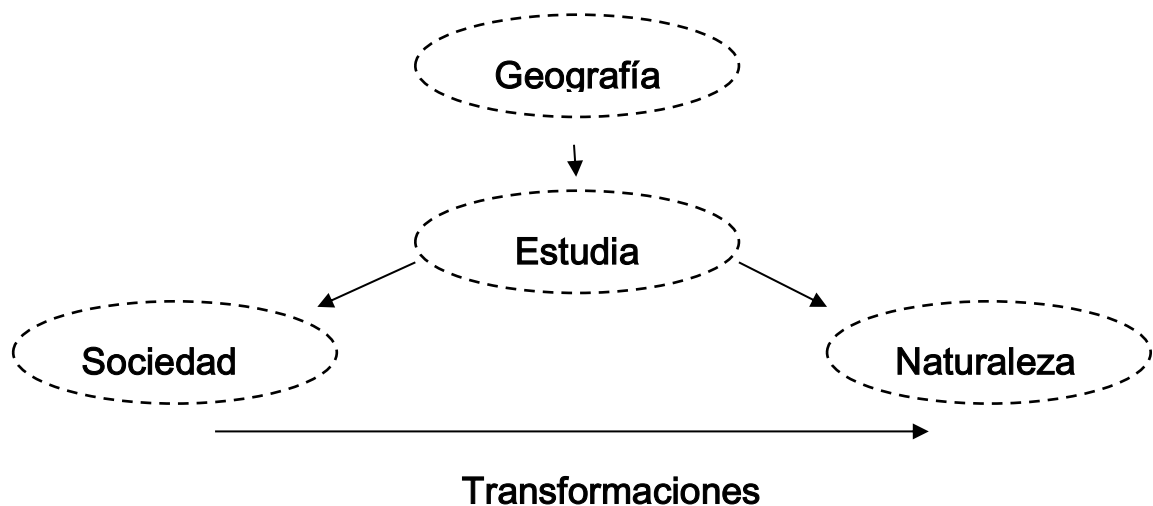 Geografía
Estudia
Sociedad
Naturaleza
Transformaciones